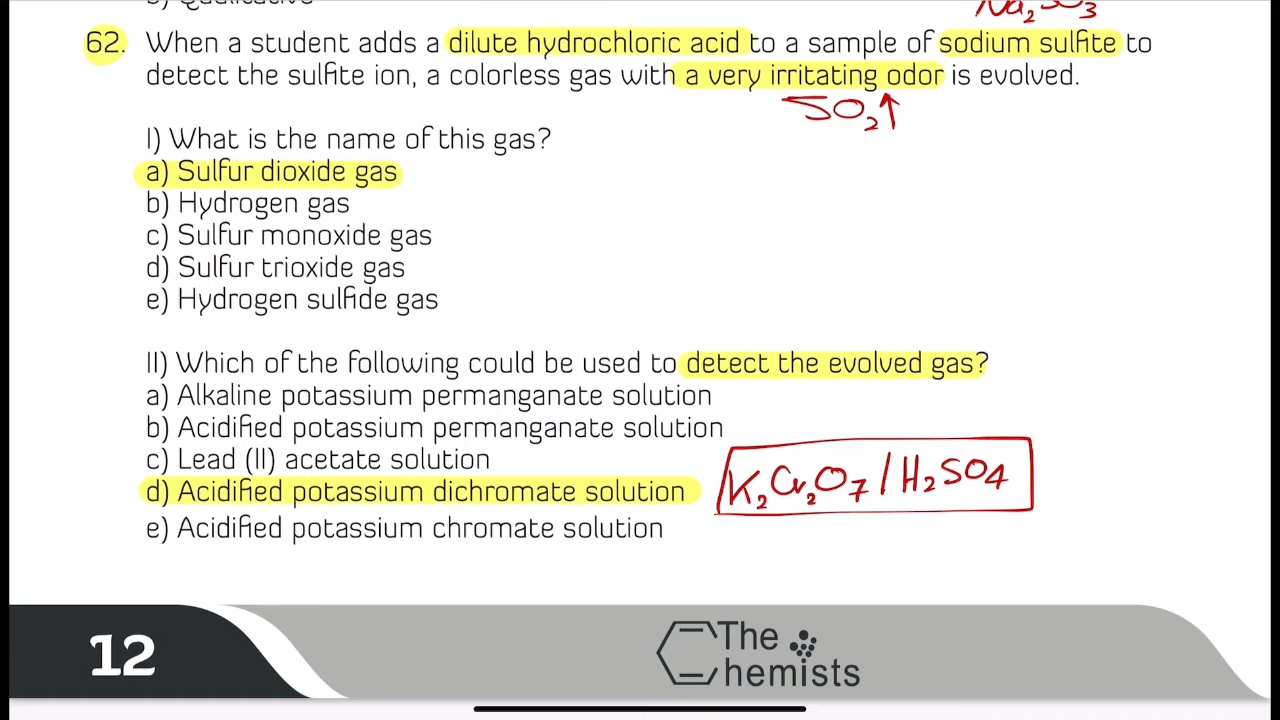 b) Qualitative
Na2SO3
62. When a student adds a dilute hydrochloric acid to a sample of sodium sulfite to
detect the sulfite ion, a colorless gas with a very irritating odor is evolved.
SO2↑
I) What is the name of this gas?
a) Sulfur dioxide gas
b) Hydrogen gas
c) Sulfur monoxide gas
d) Sulfur trioxide gas
e) Hydrogen sulfide gas
II) Which of the following could be used to detect the evolved gas?
a) Alkaline potassium permanganate solution
b) Acidified potassium permanganate solution
c) Lead (II) acetate solution
d) Acidified potassium dichromate solution
K2Cr2O7/H2SO4
e) Acidified potassium chromate solution
12
The
Chemists